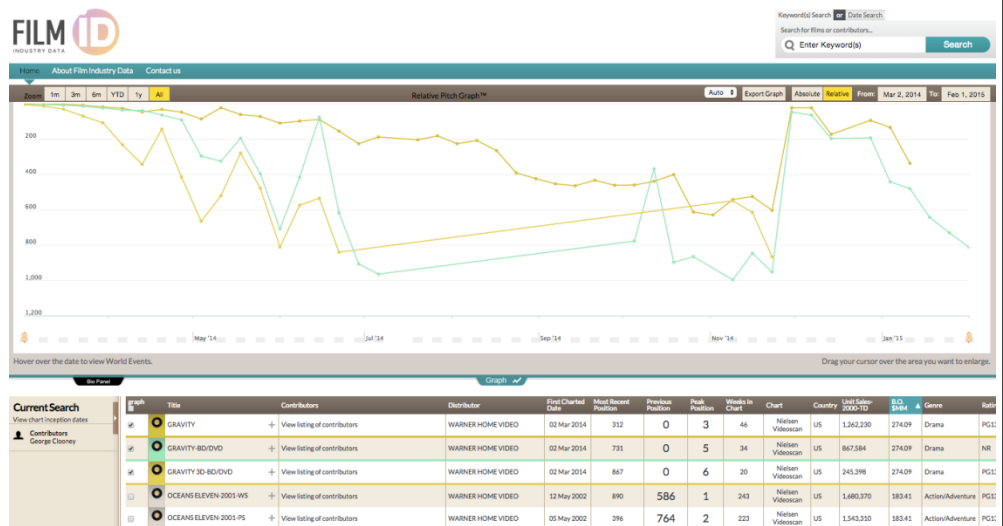 FILM ID
INDUSTRY DATA
Keyword(s) Search or Date Search
Search for films or contributors...
Enter Keyword(s) Search
Home About Film Industry Data Contact us
Zoom 1m 3m 6m YTD 1y All Relative Pitch Graph™ Auto Export Graph Absolute Relative From: Mar 2, 2014 To: Feb 1, 2015
200
400
600
800
1,000
1,200
May '14 Jul '14 Sep '14 Nov '14 Jan '15
Hover over the date to view World Events. Drag your cursor over the area you want to enlarge.
Bio Panel Graph
Current Search
View chart inception dates
Contributors
George Clooney
graph Title Contributors Distributor First Charted Date Most Recent Position Previous Position Peak Position Weeks In Chart Chart Country Unit Sales-2000-TD B.O. $MM Genre Ratin
GRAVITY + View listing of contributors WARNER HOME VIDEO 02 Mar 2014 312 0 3 46 Nielsen Videoscan US 1,262,230 274.09 Drama PG13
GRAVITY-BD/DVD + View listing of contributors WARNER HOME VIDEO 02 Mar 2014 731 0 5 34 Nielsen Videoscan US 867,584 274.09 Drama NR
GRAVITY 3D-BD/DVD + View listing of contributors WARNER HOME VIDEO 02 Mar 2014 867 0 6 20 Nielsen Videoscan US 245,398 274.09 Drama PG13
OCEANS ELEVEN-2001-WS + View listing of contributors WARNER HOME VIDEO 12 May 2002 890 586 1 243 Nielsen Videoscan US 1,680,370 183.41 Action/Adventure PG13
OCEANS ELEVEN-2001-PS + View listing of contributors WARNER HOME VIDEO 05 May 2002 396 764 2 223 Nielsen Videoscan US 1,543,310 183.41 Action/Adventure PG13